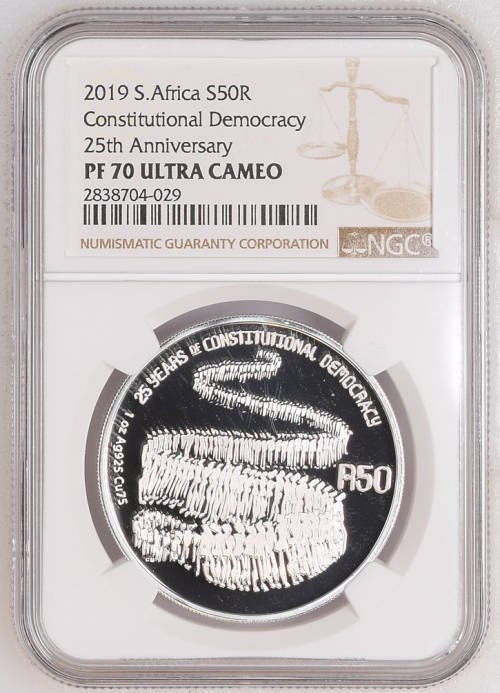 2019 S.Africa S50R
Constitutional Democracy
25th Anniversary
PF 70 ULTRA CAMEO
2838704-029
NUMISMATIC GUARANTY CORPORATION
NGC®
25 YEARS OF CONSTITUTIONAL DEMOCRACY
1 oz Ag925 Cu75
R50